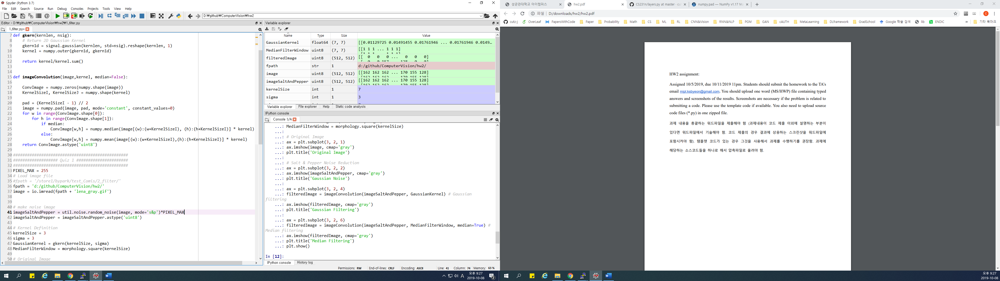 Spyder (Python 3.7)
File Edit Search Source Run Debug Consoles Projects Tools View Help
D:₩github₩ComputerVision₩hw2
Editor - D:₩github₩ComputerVision₩hw2₩1_filter.py
1_filter.py*
7 def gkern(kernlen, nsig):
8 # Return 2D Gaussian Kernel
9 gkern1d = signal.gaussian(kernlen, std=nsig).reshape(kernlen, 1)
10 kernel = numpy.outer(gkern1d, gkern1d)
11
12 return kernel/kernel.sum()
13
14
15 def imageConvolution(image,kernel, median=False):
16
17 ConvImage = numpy.zeros(numpy.shape(image))
18 KernelSizeI, KernelSizeJ = numpy.shape(kernel)
19
20 pad = (KernelSizeI - 1) // 2
21 image = numpy.pad(image, pad, mode='constant', constant_values=0)
22 for w in range(ConvImage.shape[0]):
23 for h in range(ConvImage.shape[1]):
24 if median:
25 ConvImage[w,h] = numpy.median(image[(w):(w+KernelSizeI), (h):(h+KernelSizeI)] * kernel)
26 else:
27 ConvImage[w,h] = numpy.mean(image[(w):(w+KernelSizeI),(h):(h+KernelSizeI)] * kernel)
28 return ConvImage.astype('uint8')
29
30 #################################################
31 ################### Quiz 1 ######################
32 #################################################
33 PIXEL_MAX = 255
34 # Load image file
35 #fpath = '/store1/bypark/test_Comis/2_filter/'
36 fpath = 'd:/github/ComputerVision/hw2/'
37 image = io.imread(fpath + 'lena_gray.gif')
38
39
40 # make noise image
41 imageSaltAndPepper = util.noise.random_noise(image, mode='s&p')*PIXEL_MAX
42 imageSaltAndPepper = imageSaltAndPepper.astype('uint8')
43
44 # Kernel Definition
45 kernelSize = 3
46 sigma = 3
47 GaussianKernel = gkern(kernelSize, sigma)
48 MedianFilterWindow = morphology.square(kernelSize)
49
50 # Original Image
Variable explorer
Name Type Size Value
GaussianKernel float64 (7, 7) [[0.01129725 0.01491455 0.01761946 ... 0.01761946 0.0149…
MedianFilterWindow uint8 (7, 7) [[1 1 1 ... 1 1 1]
filteredImage uint8 (512, 512) [[ 0 0 0 ... 0 0 0]
fpath str 1 d:/github/ComputerVision/hw2/
image uint8 (512, 512) [[162 162 162 ... 170 155 128]
imageSaltAndPepper uint8 (512, 512) [[162 162 162 ... 170 155 128]
kernelSize int 1 7
sigma int 1 3
Variable explorer File explorer Help Static code analysis
IPython console
Console 1/A
...: MedianFilterWindow = morphology.square(kernelSize)
...:
...: # Original Image
...: ax = plt.subplot(3, 2, 1)
...: ax.imshow(image, cmap='gray')
...: plt.title('Original Image')
...:
...: # Salt & Pepper Noise Reduction
...: ax = plt.subplot(3, 2, 2)
...: ax.imshow(imageSaltAndPepper, cmap='gray')
...: plt.title('Gaussian Noise')
...:
...: ax = plt.subplot(3, 2, 4)
...: filteredImage = imageConvolution(imageSaltAndPepper, GaussianKernel) # Gaussian
filtering
...: ax.imshow(filteredImage, cmap='gray')
...: plt.title('Gaussian Filtering')
...:
...: ax = plt.subplot(3, 2, 6)
...: filteredImage = imageConvolution(imageSaltAndPepper, MedianFilterWindow, median=True) #
Median filtering
...: ax.imshow(filteredImage, cmap='gray')
...: plt.title('Median Filtering')
...: plt.show()
In [12]:
IPython console History log
Permissions: RW End-of-lines: CRLF Encoding: ASCII Line: 41 Column: 74 Memory: 63 %
A 오후 9:27
2019-10-08
2
성균관대학교 아이캠퍼스 hw2.pdf CS231n/layers.py at master · cu numpy.pad — NumPy v1.17 Ma
파일 D:/downloads/hw2/hw2.pdf
cutz-j OverLeaf PapersWithCode Paper Probability Math CS ML RL CNN&Vision RNN&NLP PGM GAN cAUTH MetaLearning DLframework GradSchool Google 학술 검색 lib ENDIC » 기타 북마크
HW2 assignment:
Assigned 10/5/2019, due 10/11/2019 11pm. Students should submit the homework to the TA's
email mipl.ksbyeon@gmail.com. You should upload one word (MS/HWP) file containing typed
answers and screenshots of the results. Screenshots are necessary if the problem is related to
submitting a code. Please use the template code if available. You also need to upload source
code files (*.py) in one zipped file.
과제 내용을 총괄하는 워드파일을 제출해야 함 (과제내용이 코드 제출 이외에 설명하는 부분이
있다면 워드파일에서 기술해야 함. 코드 제출의 경우 결과에 상응하는 스크린샷을 워드파일에
포함시켜야 함). 템플렛 코드가 있는 경우 그것을 사용해서 과제를 수행하기를 권장함. 과제에
해당하는 소스코드들을 하나로 해서 압축파일로 올려야 함.
오후 9:27
2019-10-08